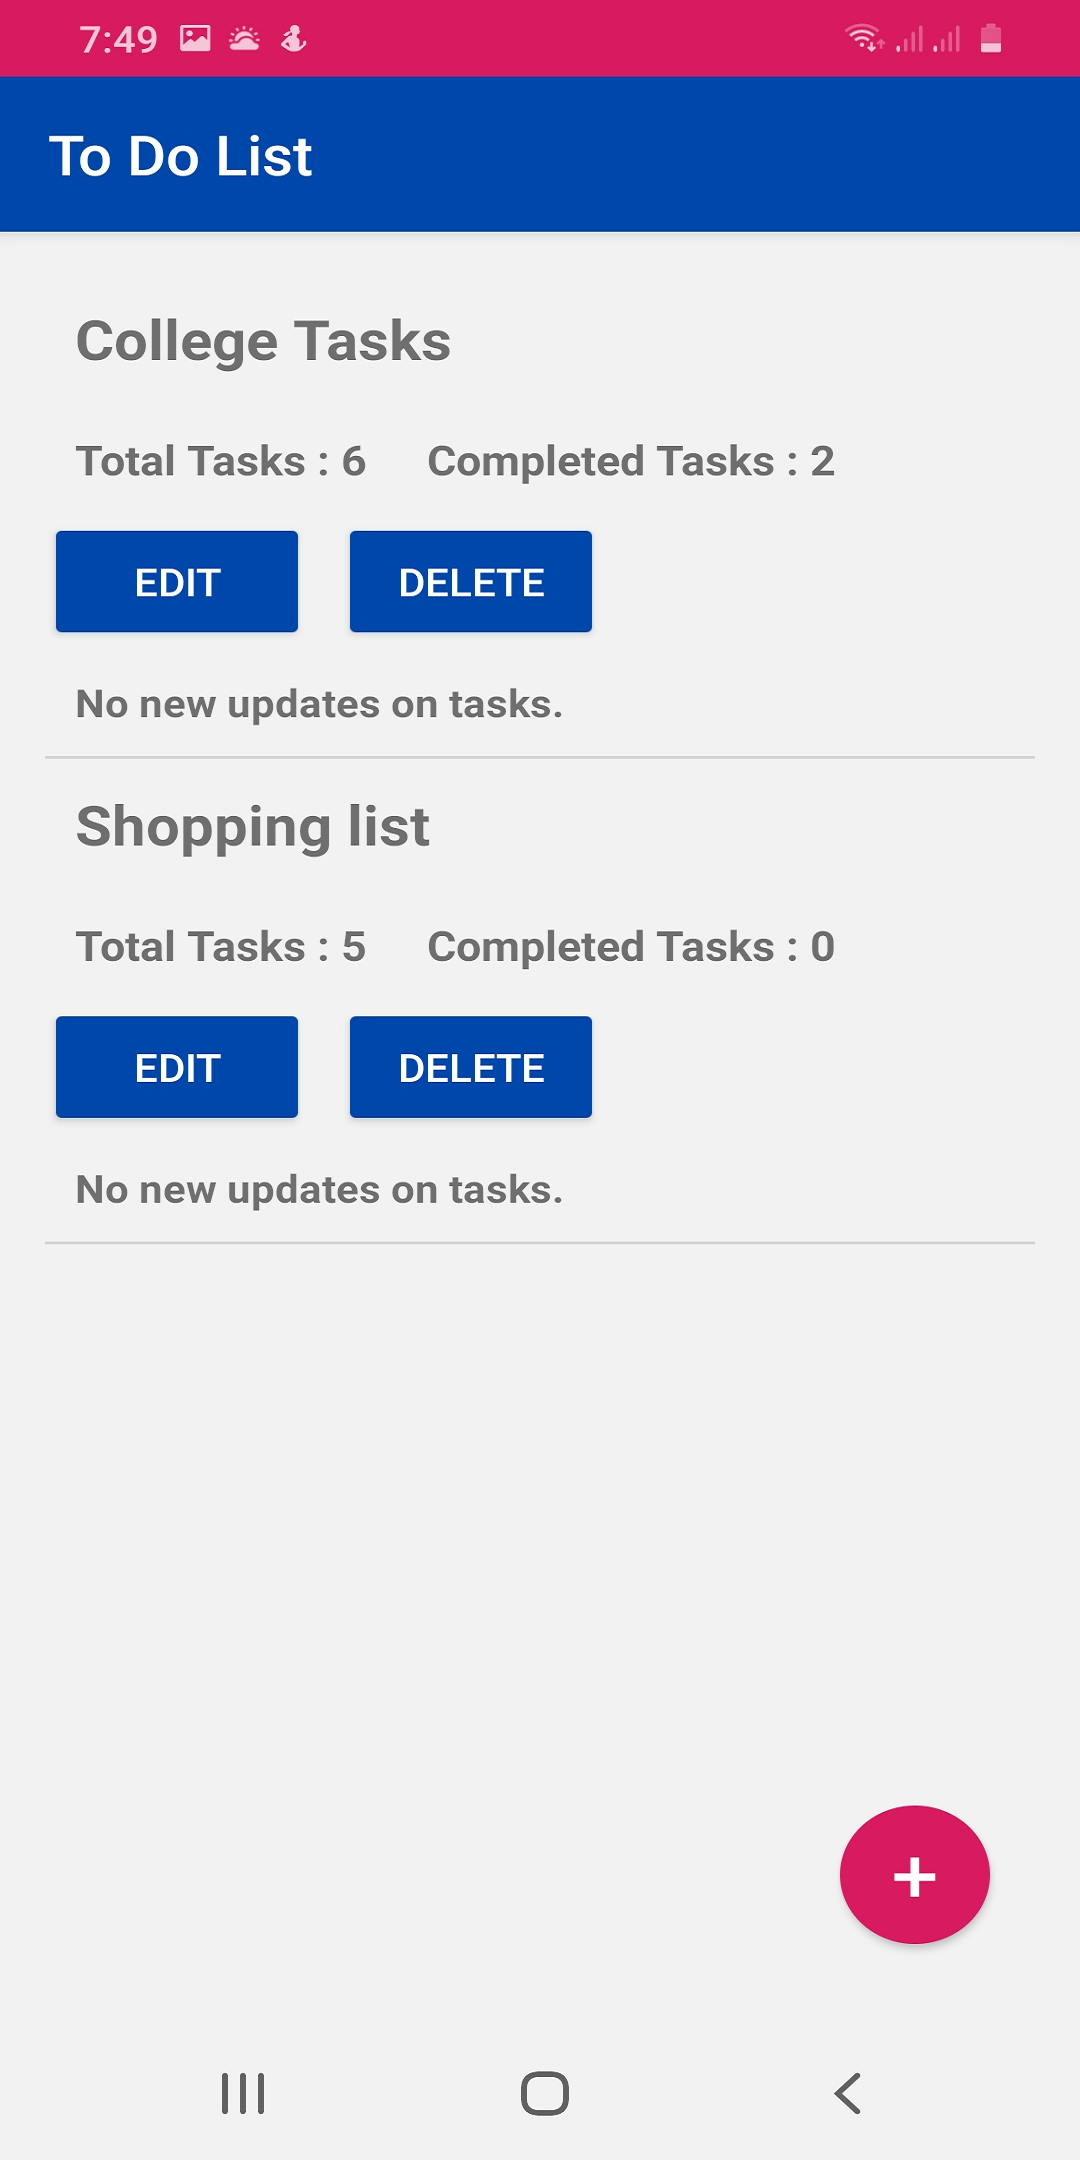 7:49
To Do List
College Tasks
Total Tasks : 6 Completed Tasks : 2
EDIT DELETE
No new updates on tasks.
Shopping list
Total Tasks : 5 Completed Tasks : 0
EDIT DELETE
No new updates on tasks.
+